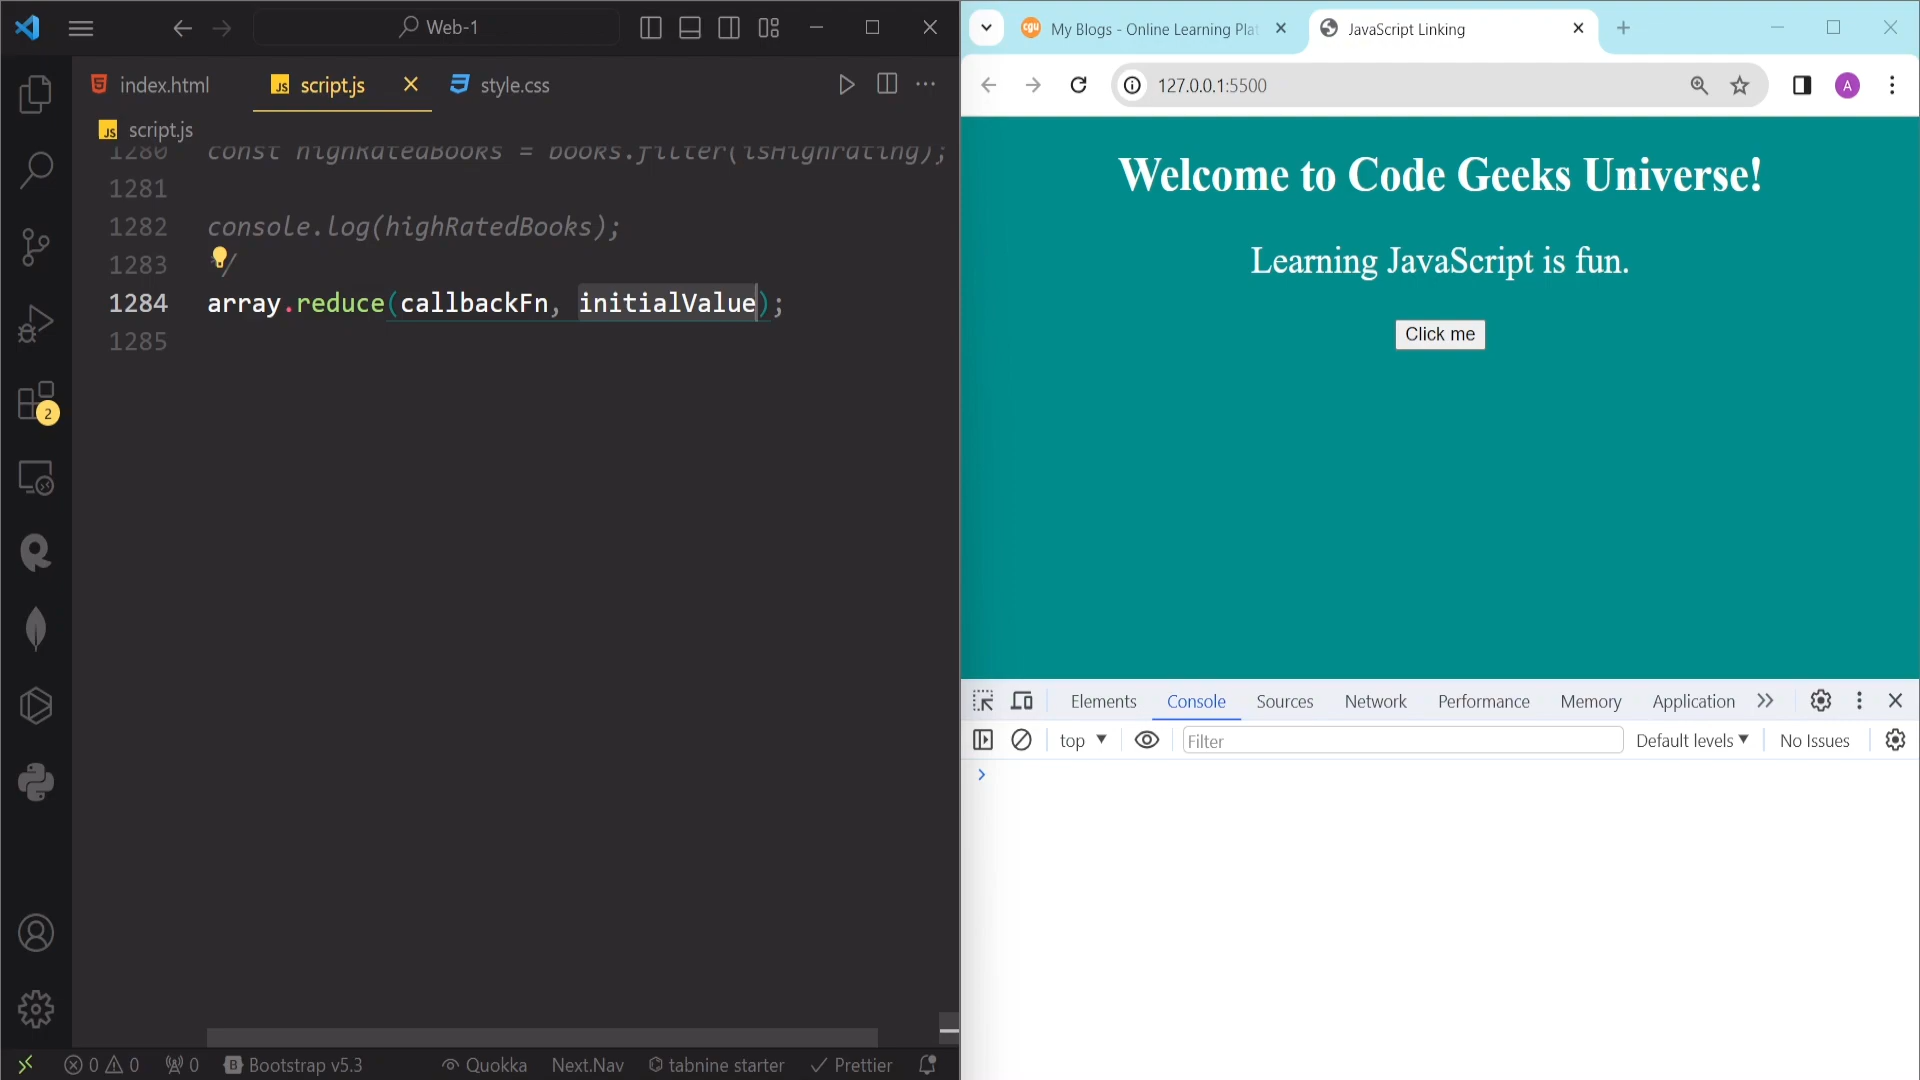 Web-1
index.html
script.js
style.css
script.js
1280 const highRatedBooks = books.filter(isHighrating);
1281
1282 console.log(highRatedBooks);
1283 */
1284 array.reduce(callbackFn, initialValue);
1285
2
0 0 0 Bootstrap v5.3 Quokka Next.Nav tabnine starter Prettier
cgu My Blogs - Online Learning Plat
JavaScript Linking
127.0.0.1:5500
A
Welcome to Code Geeks Universe!
Learning JavaScript is fun.
Click me
Elements Console Sources Network Performance Memory Application
top Filter Default levels No Issues